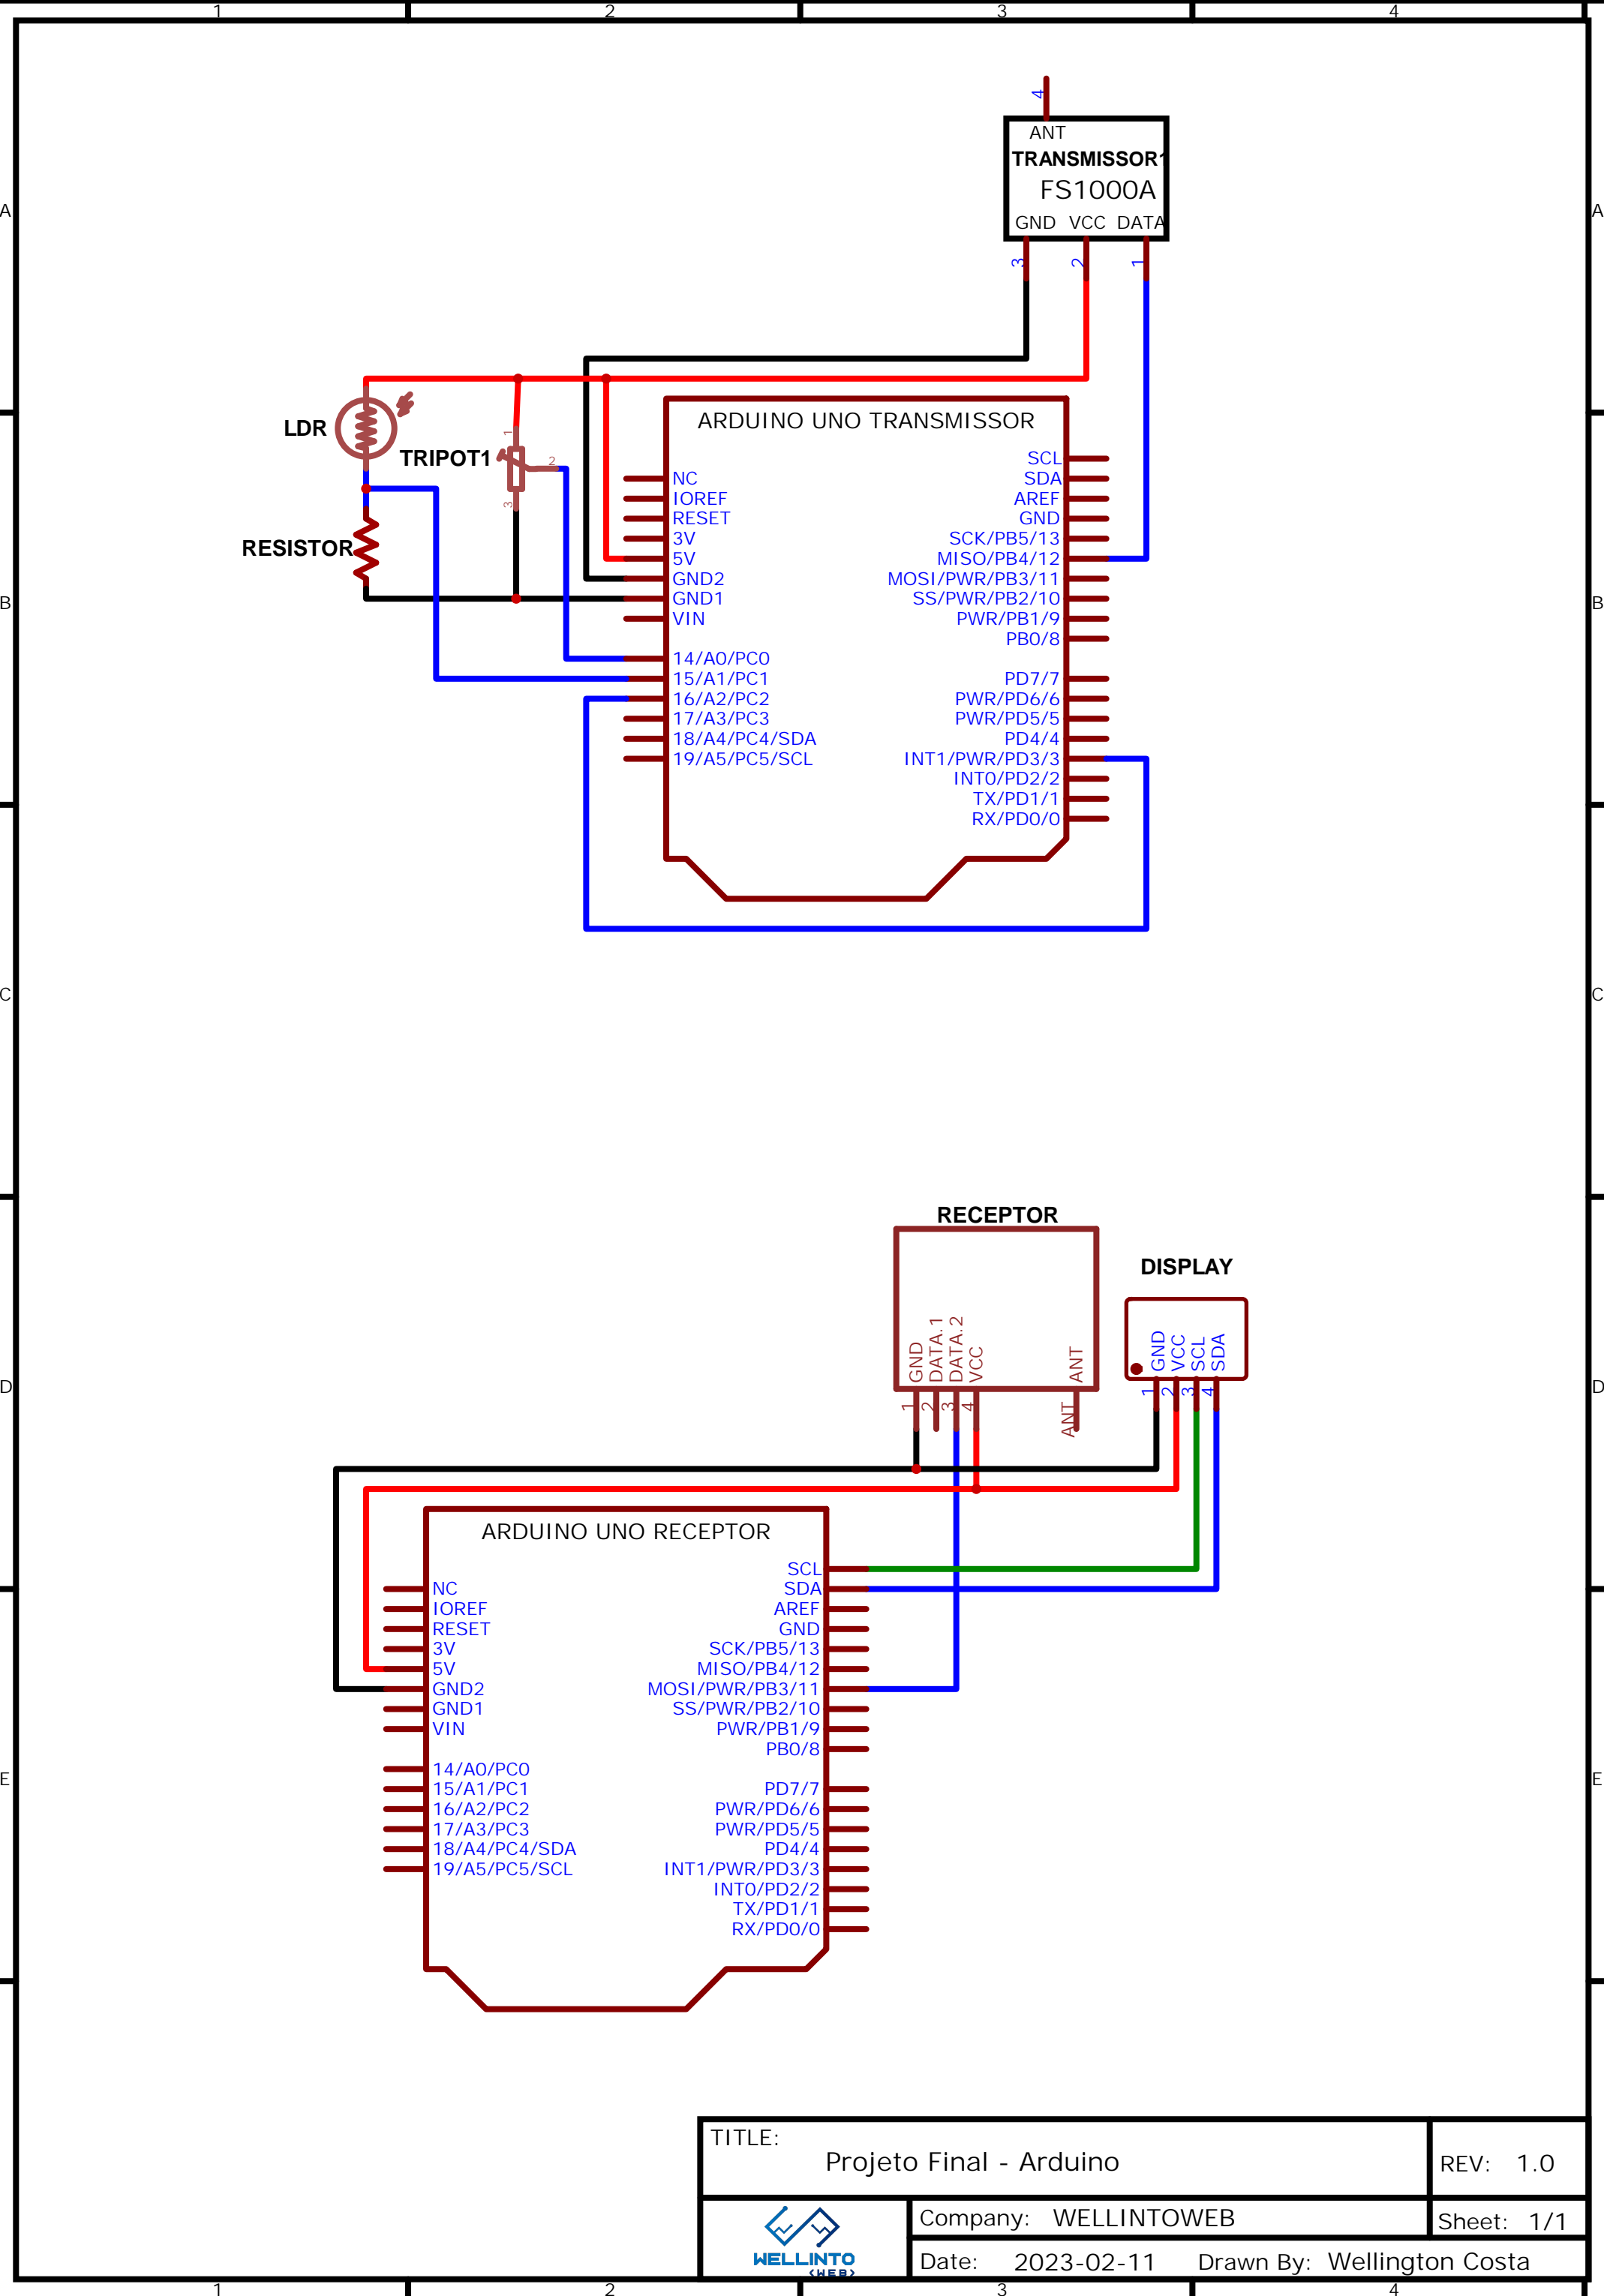 1 2 3 4
4
ANT
TRANSMISSOR1
FS1000A
GND VCC DATA
3 2 1
A A
LDR
TRIPOT1
1
2
3
RESISTOR
ARDUINO UNO TRANSMISSOR
NC
IOREF
RESET
3V
5V
GND2
GND1
VIN
14/A0/PC0
15/A1/PC1
16/A2/PC2
17/A3/PC3
18/A4/PC4/SDA
19/A5/PC5/SCL
SCL
SDA
AREF
GND
SCK/PB5/13
MISO/PB4/12
MOSI/PWR/PB3/11
SS/PWR/PB2/10
PWR/PB1/9
PB0/8
PD7/7
PWR/PD6/6
PWR/PD5/5
PD4/4
INT1/PWR/PD3/3
INT0/PD2/2
TX/PD1/1
RX/PD0/0
B B
C C
RECEPTOR
GND
DATA.1
DATA.2
VCC
ANT
1 2 3 4 ANT
DISPLAY
GND
VCC
SCL
SDA
1 2 3 4
D D
ARDUINO UNO RECEPTOR
NC
IOREF
RESET
3V
5V
GND2
GND1
VIN
14/A0/PC0
15/A1/PC1
16/A2/PC2
17/A3/PC3
18/A4/PC4/SDA
19/A5/PC5/SCL
SCL
SDA
AREF
GND
SCK/PB5/13
MISO/PB4/12
MOSI/PWR/PB3/11
SS/PWR/PB2/10
PWR/PB1/9
PB0/8
PD7/7
PWR/PD6/6
PWR/PD5/5
PD4/4
INT1/PWR/PD3/3
INT0/PD2/2
TX/PD1/1
RX/PD0/0
E E
TITLE:
Projeto Final - Arduino
REV: 1.0
WELLINTO
<WEB>
Company: WELLINTOWEB
Sheet: 1/1
Date: 2023-02-11 Drawn By: Wellington Costa
1 2 3 4